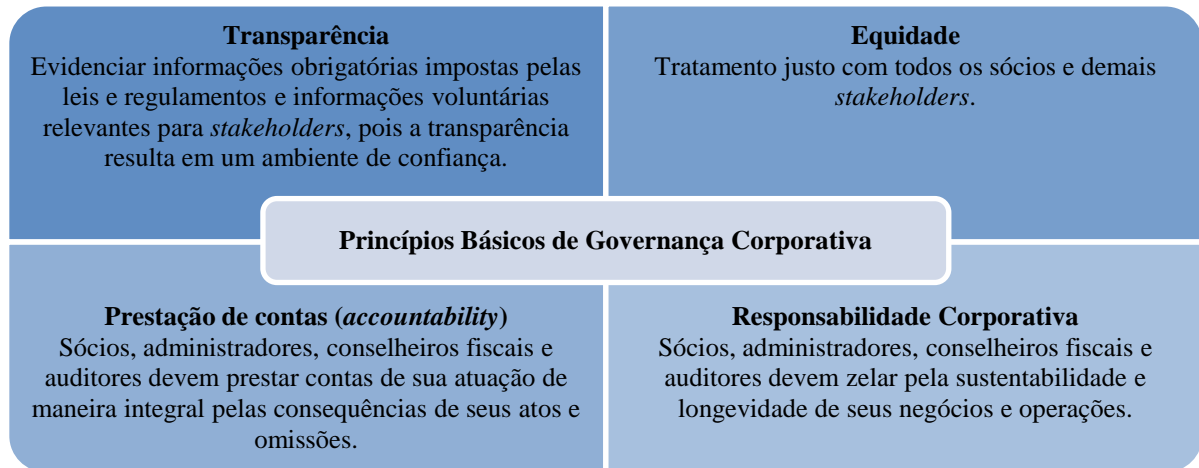 Transparência
Evidenciar informações obrigatórias impostas pelas
leis e regulamentos e informações voluntárias
relevantes para stakeholders, pois a transparência
resulta em um ambiente de confiança.
Equidade
Tratamento justo com todos os sócios e demais
stakeholders.
Princípios Básicos de Governança Corporativa
Prestação de contas (accountability)
Sócios, administradores, conselheiros fiscais e
auditores devem prestar contas de sua atuação de
maneira integral pelas consequências de seus atos e
omissões.
Responsabilidade Corporativa
Sócios, administradores, conselheiros fiscais e
auditores devem zelar pela sustentabilidade e
longevidade de seus negócios e operações.